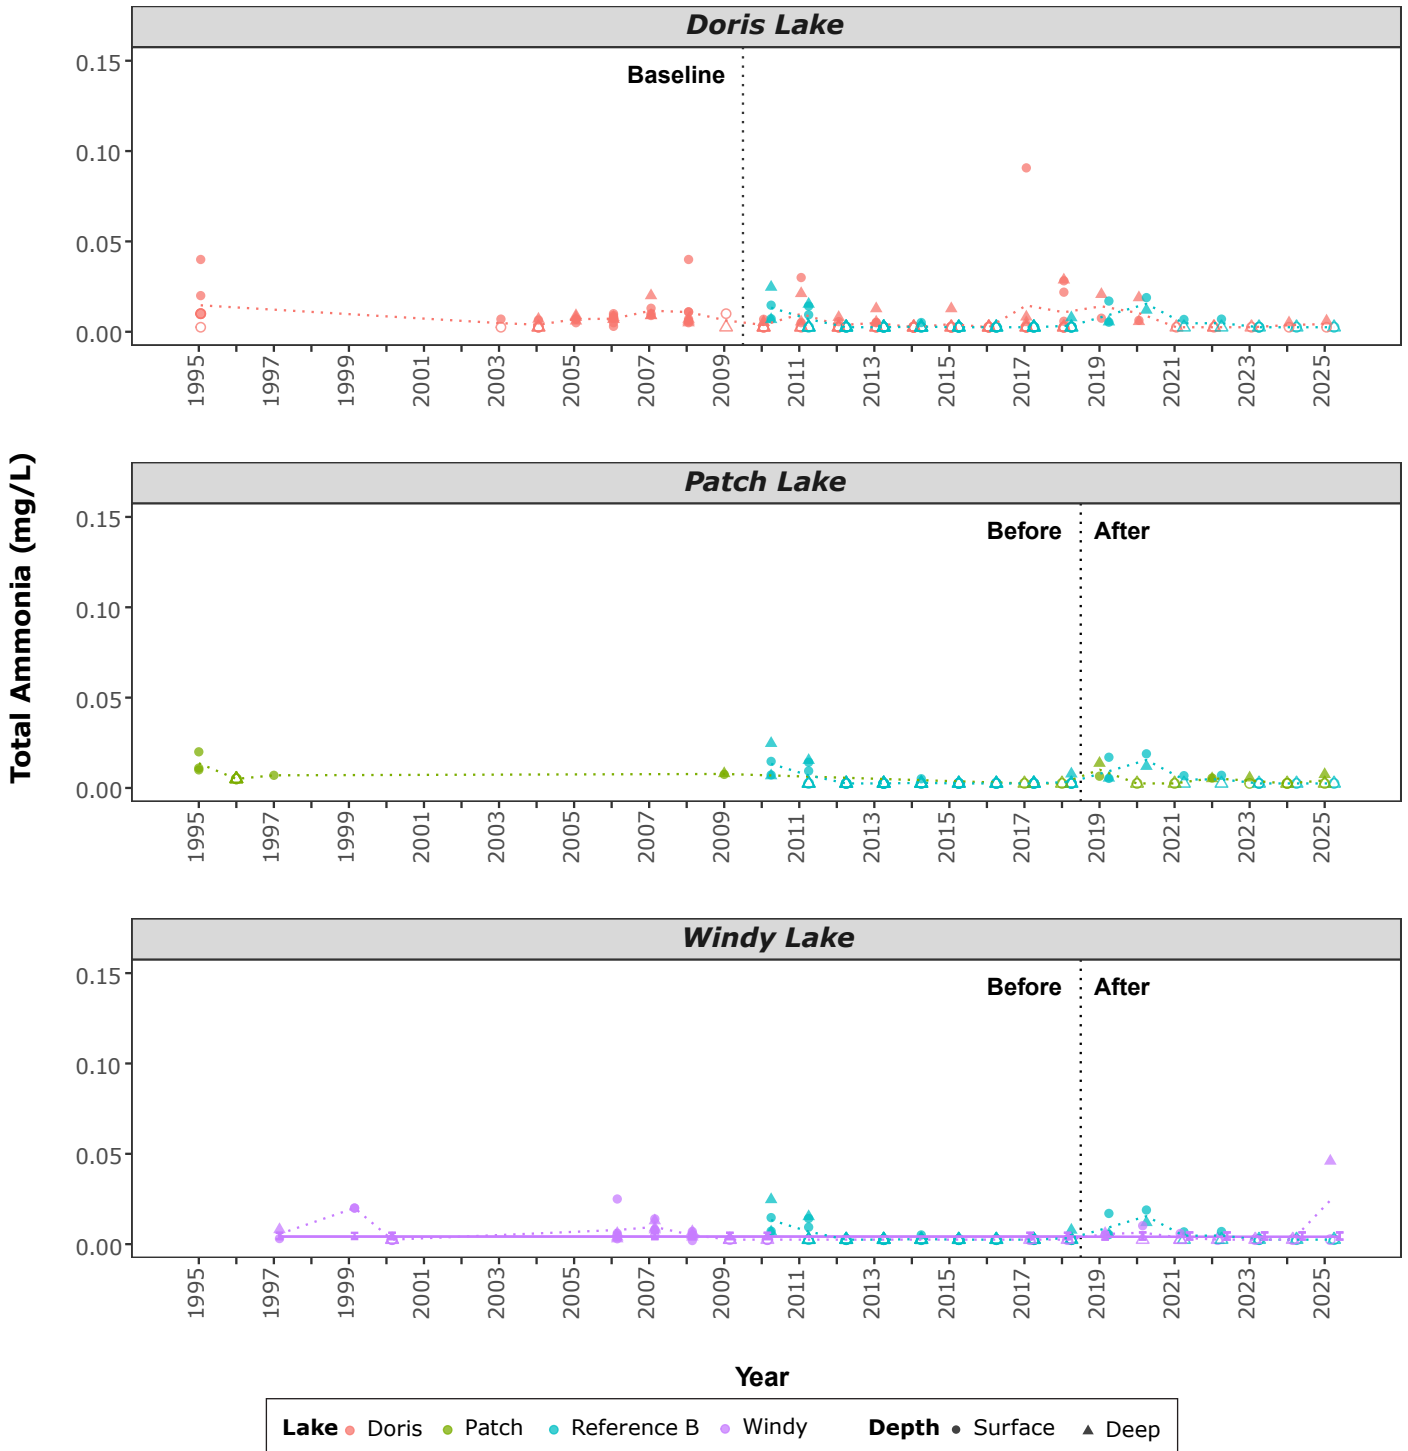 Doris Lake
0.15
Baseline
0.10
0.05
0.00
1995 1997 1999 2001 2003 2005 2007 2009 2011 2013 2015 2017 2019 2021 2023 2025
Total Ammonia (mg/L)
Patch Lake
0.15
Before After
0.10
0.05
0.00
1995 1997 1999 2001 2003 2005 2007 2009 2011 2013 2015 2017 2019 2021 2023 2025
Windy Lake
0.15
Before After
0.10
0.05
0.00
1995 1997 1999 2001 2003 2005 2007 2009 2011 2013 2015 2017 2019 2021 2023 2025
Year
Lake Doris Patch Reference B Windy Depth Surface Deep